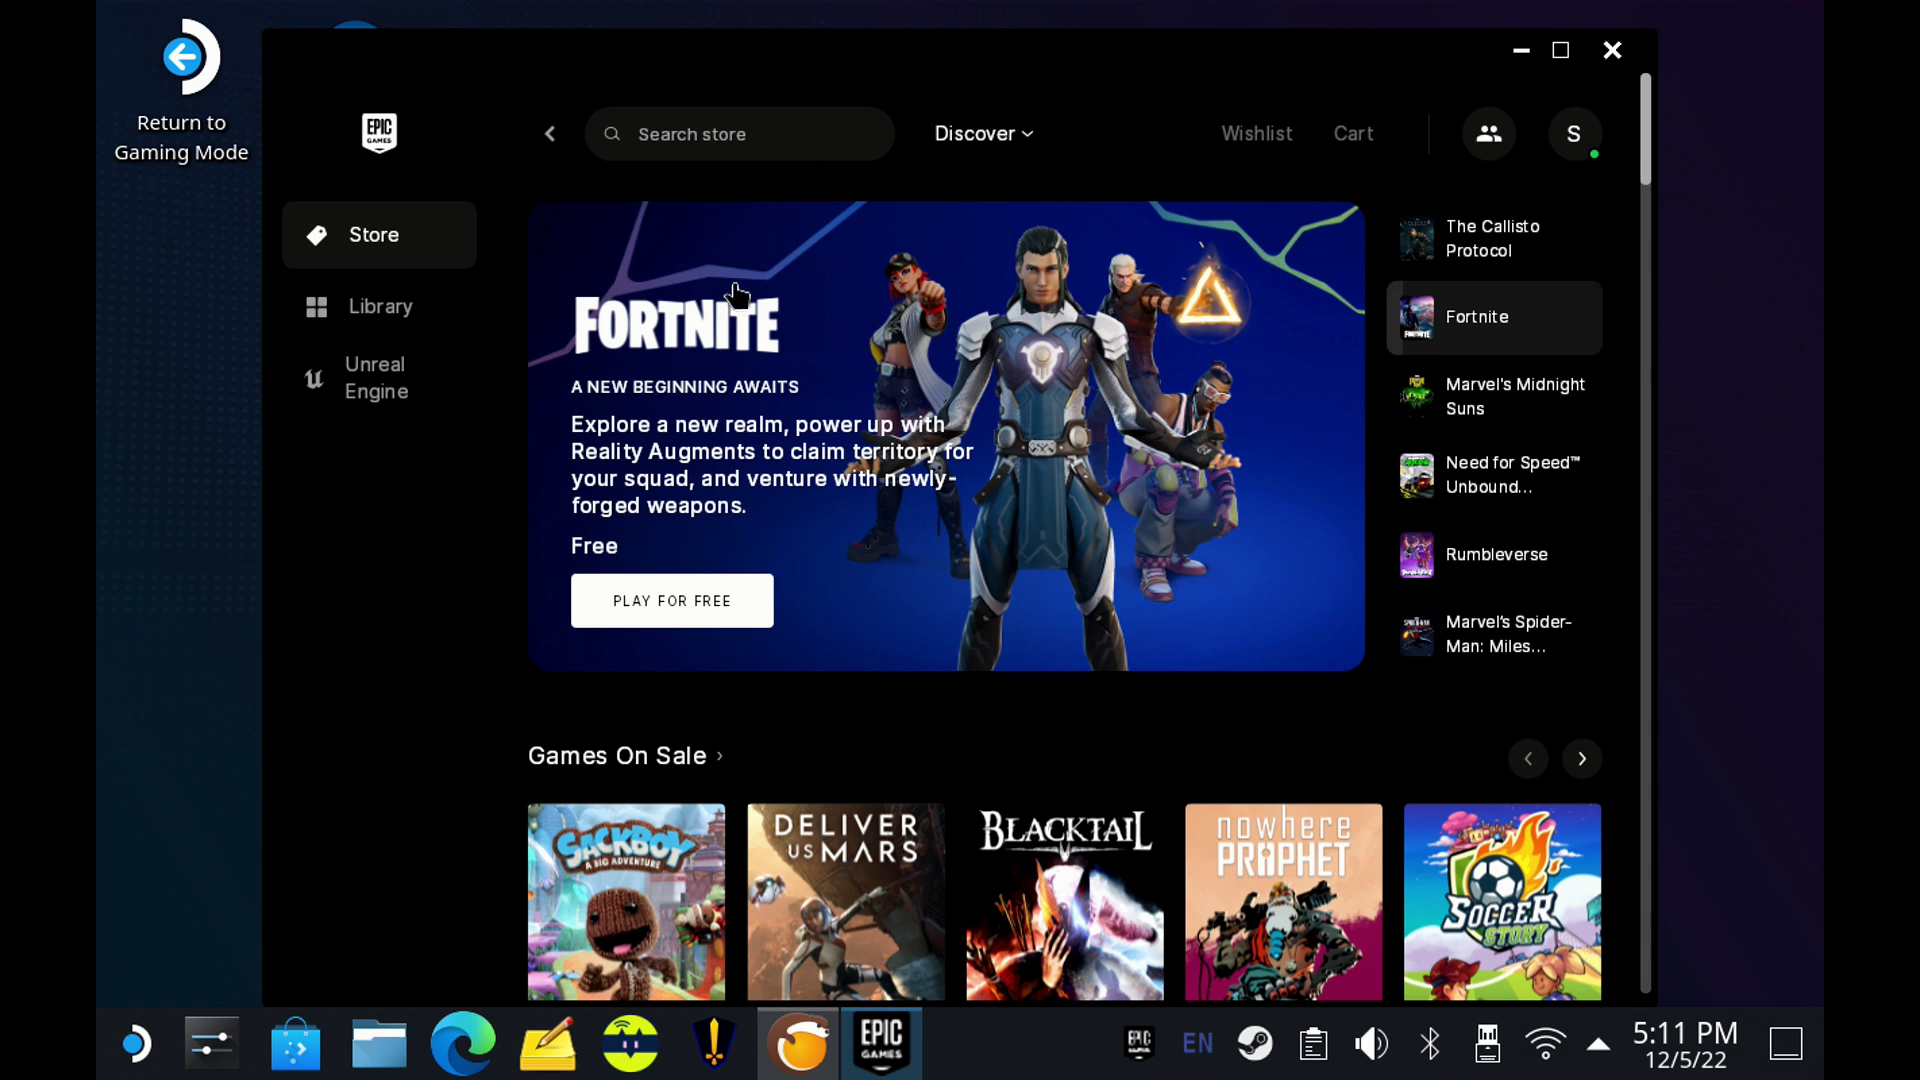 Return to
Gaming Mode
EPIC
GAMES
Search store
Discover
Wishlist
Cart
S
Store
Library
Unreal
Engine
FORTNITE
A NEW BEGINNING AWAITS
Explore a new realm, power up with
Reality Augments to claim territory for
your squad, and venture with newly-
forged weapons.
Free
PLAY FOR FREE
The Callisto
Protocol
FORTNITE
Fortnite
Marvel's Midnight
Suns
Need for Speed™
Unbound...
Rumbleverse
Marvel's Spider-
Man: Miles...
Games On Sale
SACKBOY
A BIG ADVENTURE
DELIVER
US MARS
BLACKTAIL
nowhere
PROPHET
SOCCER
STORY
EPIC
GAMES
EPIC
GAMES
EN
5:11 PM
12/5/22